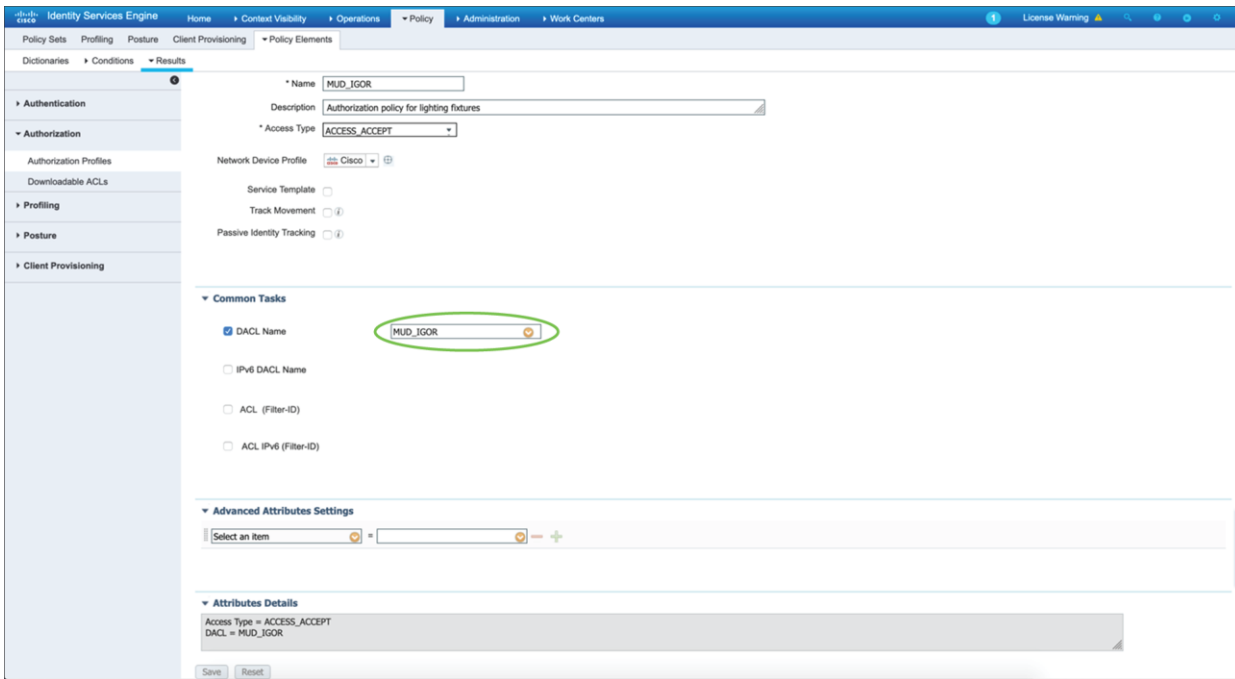 cisco Identity Services Engine Home Context Visibility Operations Policy Administration Work Centers 1 License Warning
Policy Sets Profiling Posture Client Provisioning Policy Elements
Dictionaries Conditions Results
* Name MUD_IGOR
Authentication
Description Authorization policy for lighting fixtures
* Access Type ACCESS_ACCEPT
Authorization
Authorization Profiles
Network Device Profile Cisco
Downloadable ACLs
Service Template
Profiling
Track Movement i
Posture
Passive Identity Tracking i
Client Provisioning
Common Tasks
DACL Name MUD_IGOR
IPv6 DACL Name
ACL (Filter-ID)
ACL IPv6 (Filter-ID)
Advanced Attributes Settings
Select an item =
Attributes Details
Access Type = ACCESS_ACCEPT
DACL = MUD_IGOR
Save Reset